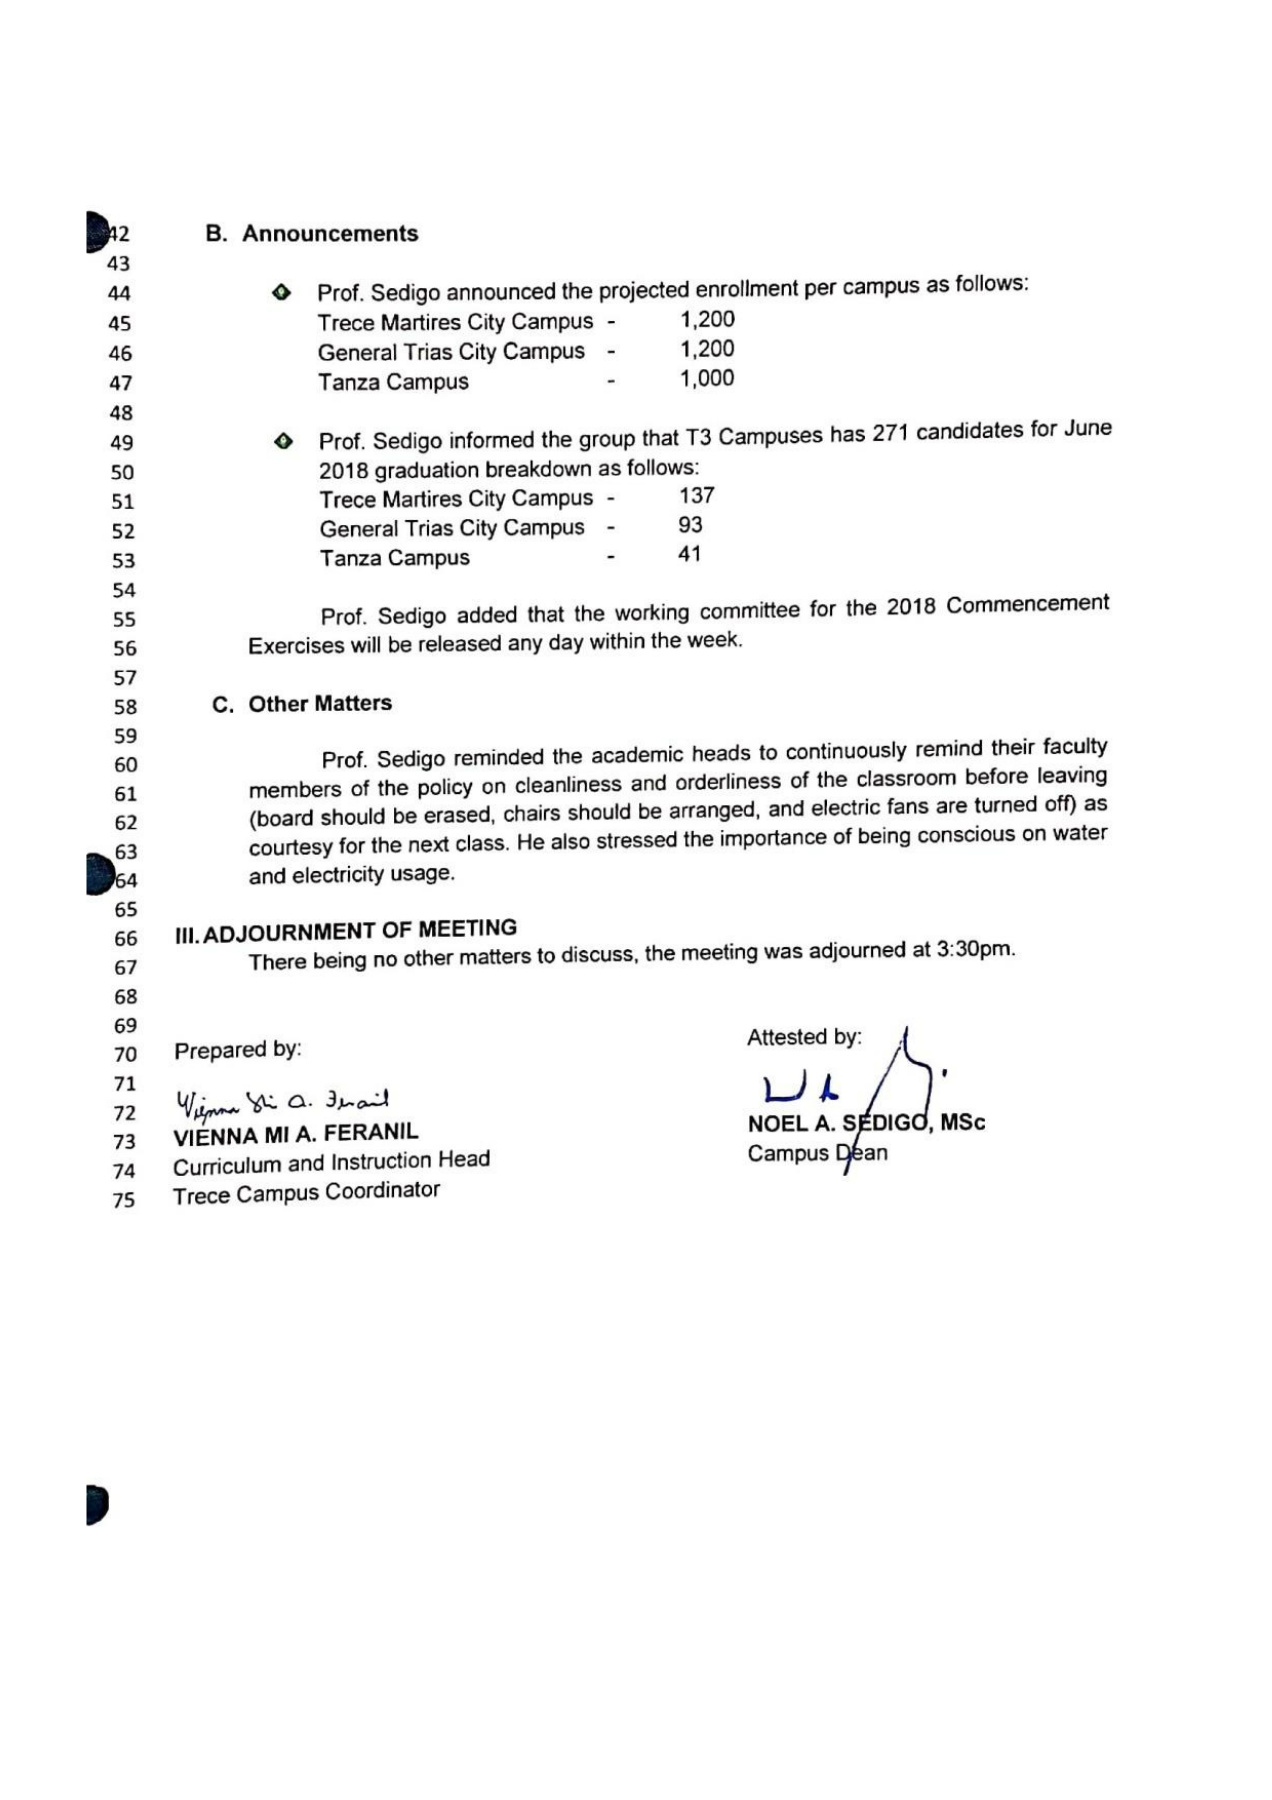 42 B. Announcements
43
44 Prof. Sedigo announced the projected enrollment per campus as follows:
45 Trece Martires City Campus - 1,200
46 General Trias City Campus - 1,200
47 Tanza Campus - 1,000
48
49 Prof. Sedigo informed the group that T3 Campuses has 271 candidates for June
50 2018 graduation breakdown as follows:
51 Trece Martires City Campus - 137
52 General Trias City Campus - 93
53 Tanza Campus - 41
54
55 Prof. Sedigo added that the working committee for the 2018 Commencement
56 Exercises will be released any day within the week.
57
58 C. Other Matters
59
60 Prof. Sedigo reminded the academic heads to continuously remind their faculty
61 members of the policy on cleanliness and orderliness of the classroom before leaving
62 (board should be erased, chairs should be arranged, and electric fans are turned off) as
63 courtesy for the next class. He also stressed the importance of being conscious on water
64 and electricity usage.
65
66 III. ADJOURNMENT OF MEETING
67 There being no other matters to discuss, the meeting was adjourned at 3:30pm.
68
69
70 Prepared by: Attested by:
71
72 Vienna Mi A. Feranil
73 VIENNA MI A. FERANIL NOEL A. SEDIGO, MSc
74 Curriculum and Instruction Head Campus Dean
75 Trece Campus Coordinator